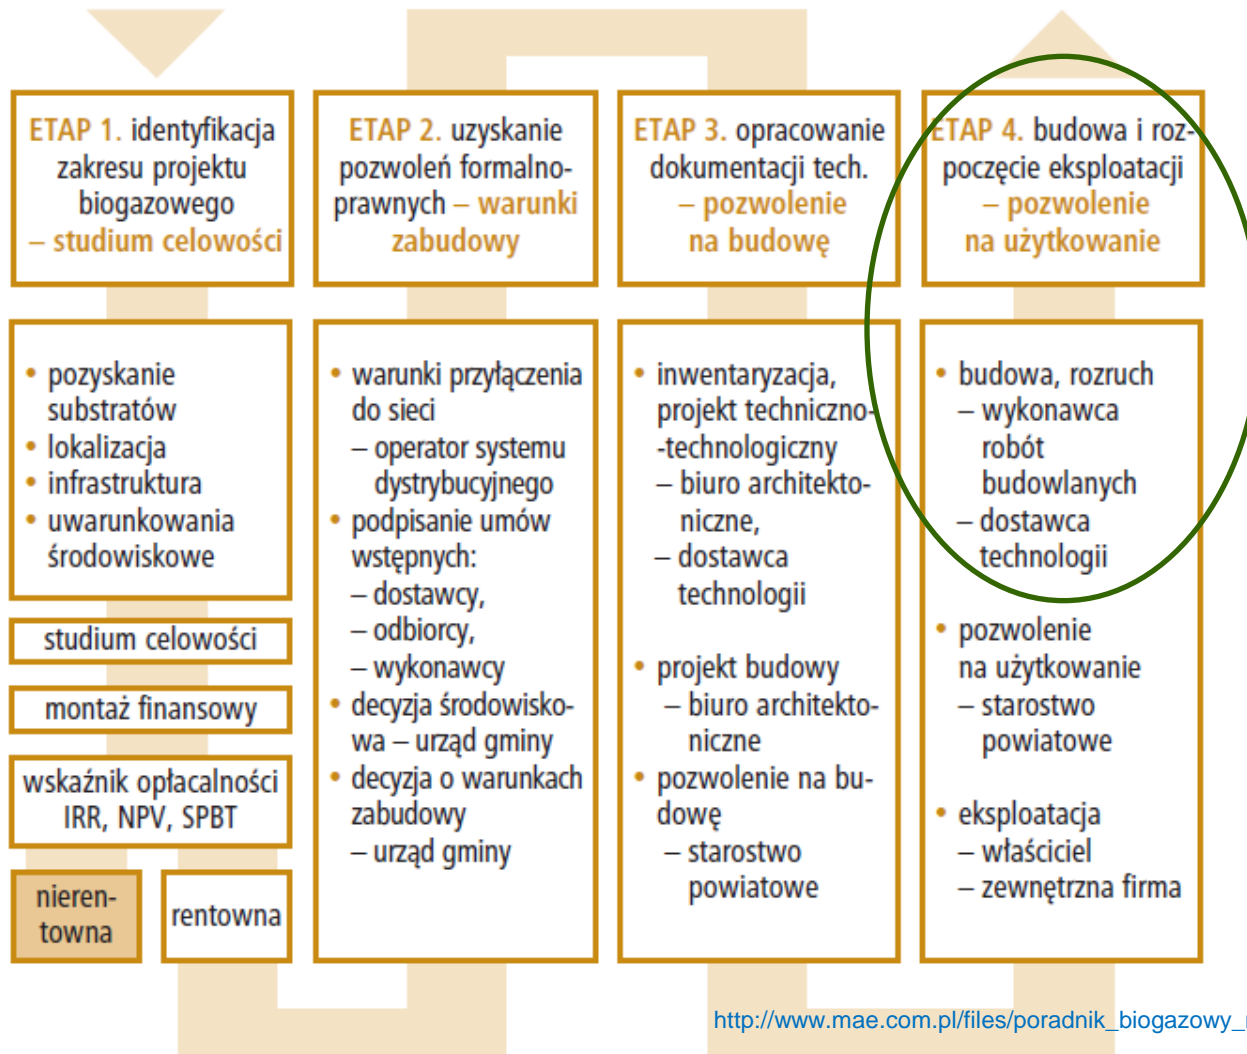 ETAP 1. identyfikacja
zakresu projektu
biogazowego
– studium celowości
• pozyskanie
substratów
• lokalizacja
• infrastruktura
• uwarunkowania
środowiskowe
studium celowości
montaż finansowy
wskaźnik opłacalności
IRR, NPV, SPBT
nieren-
towna
rentowna
ETAP 2. uzyskanie
pozwoleń formalno-
prawnych – warunki
zabudowy
• warunki przyłączenia
do sieci
– operator systemu
dystrybucyjnego
• podpisanie umów
wstępnych:
– dostawcy,
– odbiorcy,
– wykonawcy
• decyzja środowisko-
wa – urząd gminy
• decyzja o warunkach
zabudowy
– urząd gminy
ETAP 3. opracowanie
dokumentacji tech.
– pozwolenie
na budowę
• inwentaryzacja,
projekt techniczno-
-technologiczny
– biuro architekto-
niczne,
– dostawca
technologii
• projekt budowy
– biuro architekto-
niczne
• pozwolenie na bu-
dowę
– starostwo
powiatowe
ETAP 4. budowa i roz-
poczęcie eksploatacji
– pozwolenie
na użytkowanie
• budowa, rozruch
– wykonawca
robót
budowlanych
– dostawca
technologii
• pozwolenie
na użytkowanie
– starostwo
powiatowe
• eksploatacja
– właściciel
– zewnętrzna firma
http://www.mae.com.pl/files/poradnik_biogazowy_